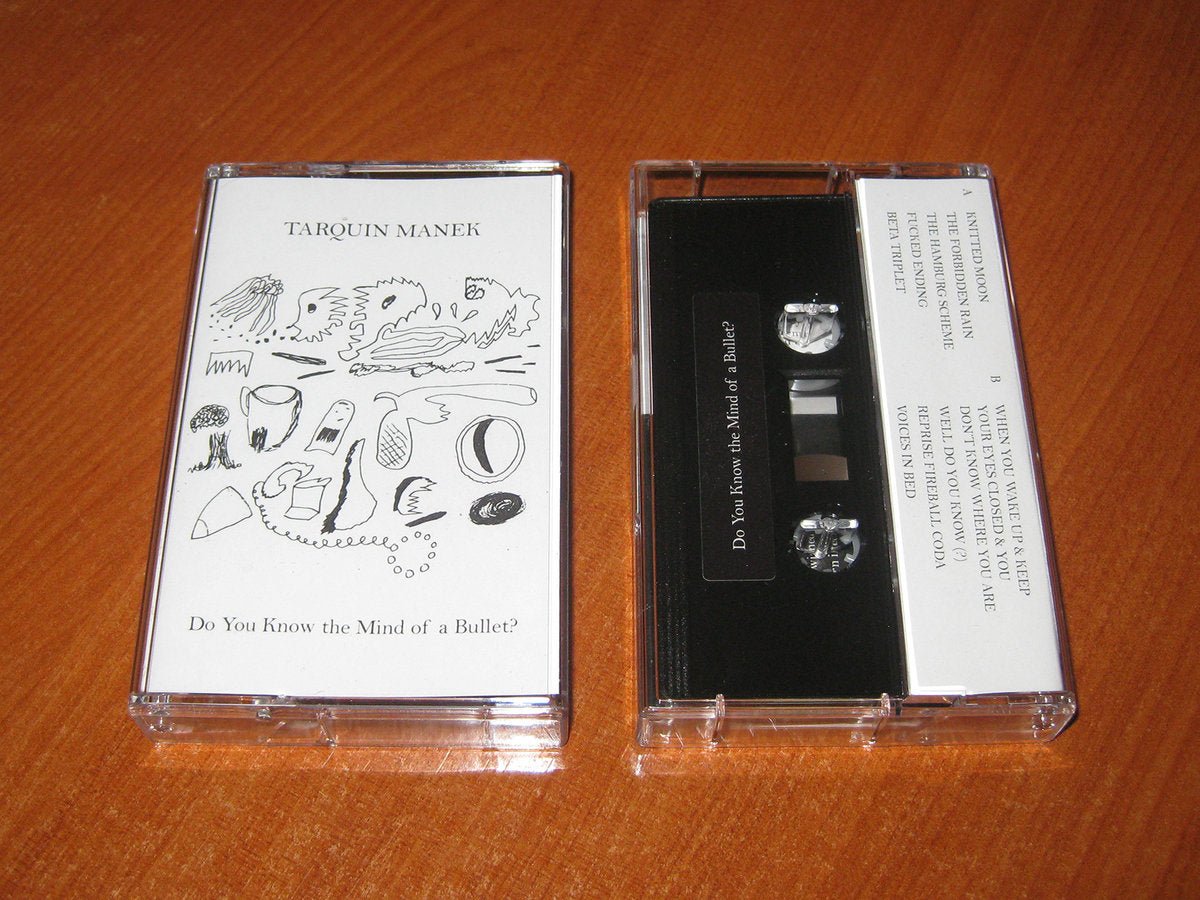 TARQUIN MANEK
Do You Know the Mind of a Bullet?
Do You Know the Mind of a Bullet?
A
KNITTED MOON
THE FORBIDDEN RAIN
THE HAMBURG SCHEME
FUCKED ENDING
BETA TRIPLET
B
WHEN YOU WAKE UP & KEEP
YOUR EYES CLOSED & YOU
DON'T KNOW WHERE YOU ARE
WELL DO YOU KNOW (?)
REPRISE FIREBALL CODA
VOICES IN BED